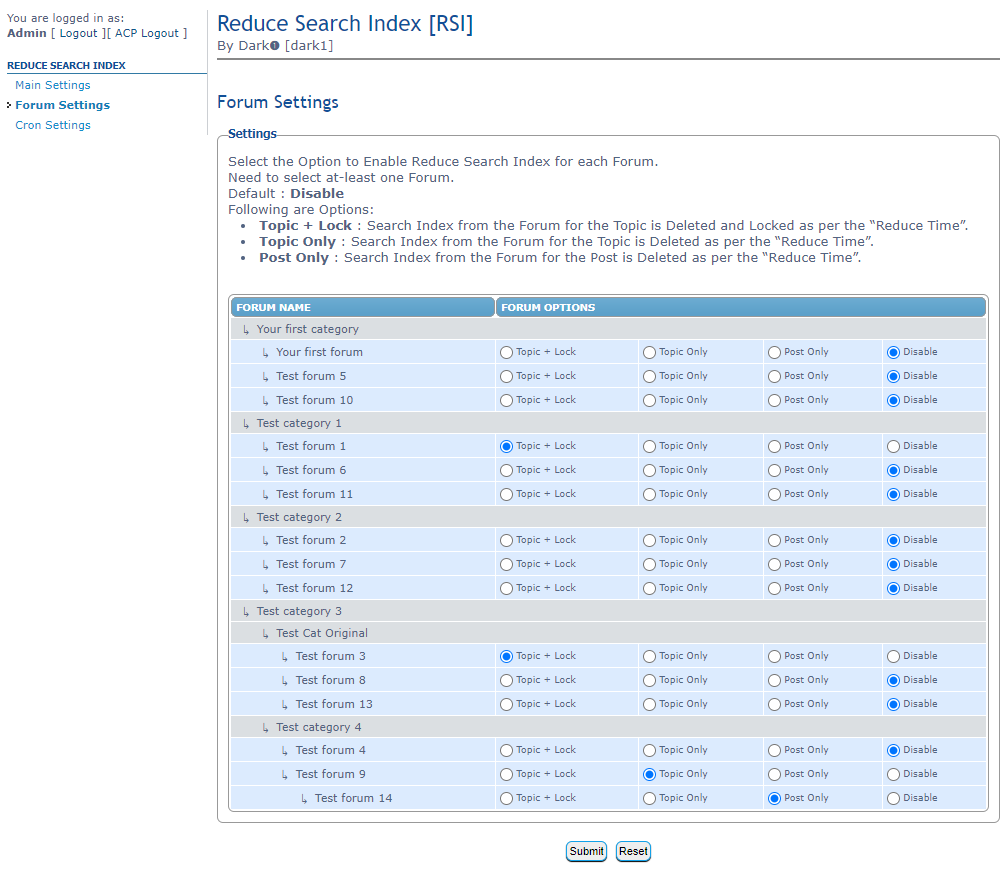 You are logged in as:
Admin [ Logout ][ ACP Logout ]
REDUCE SEARCH INDEX
Main Settings
Forum Settings
Cron Settings
Reduce Search Index [RSI]
By Dark❶ [dark1]
Forum Settings
Settings
Select the Option to Enable Reduce Search Index for each Forum.
Need to select at-least one Forum.
Default : Disable
Following are Options:
• Topic + Lock : Search Index from the Forum for the Topic is Deleted and Locked as per the “Reduce Time”.
• Topic Only : Search Index from the Forum for the Topic is Deleted as per the “Reduce Time”.
• Post Only : Search Index from the Forum for the Post is Deleted as per the “Reduce Time”.
FORUM NAME FORUM OPTIONS
↳ Your first category
↳ Your first forum Topic + Lock Topic Only Post Only Disable
↳ Test forum 5 Topic + Lock Topic Only Post Only Disable
↳ Test forum 10 Topic + Lock Topic Only Post Only Disable
↳ Test category 1
↳ Test forum 1 Topic + Lock Topic Only Post Only Disable
↳ Test forum 6 Topic + Lock Topic Only Post Only Disable
↳ Test forum 11 Topic + Lock Topic Only Post Only Disable
↳ Test category 2
↳ Test forum 2 Topic + Lock Topic Only Post Only Disable
↳ Test forum 7 Topic + Lock Topic Only Post Only Disable
↳ Test forum 12 Topic + Lock Topic Only Post Only Disable
↳ Test category 3
↳ Test Cat Original
↳ Test forum 3 Topic + Lock Topic Only Post Only Disable
↳ Test forum 8 Topic + Lock Topic Only Post Only Disable
↳ Test forum 13 Topic + Lock Topic Only Post Only Disable
↳ Test category 4
↳ Test forum 4 Topic + Lock Topic Only Post Only Disable
↳ Test forum 9 Topic + Lock Topic Only Post Only Disable
↳ Test forum 14 Topic + Lock Topic Only Post Only Disable
Submit Reset